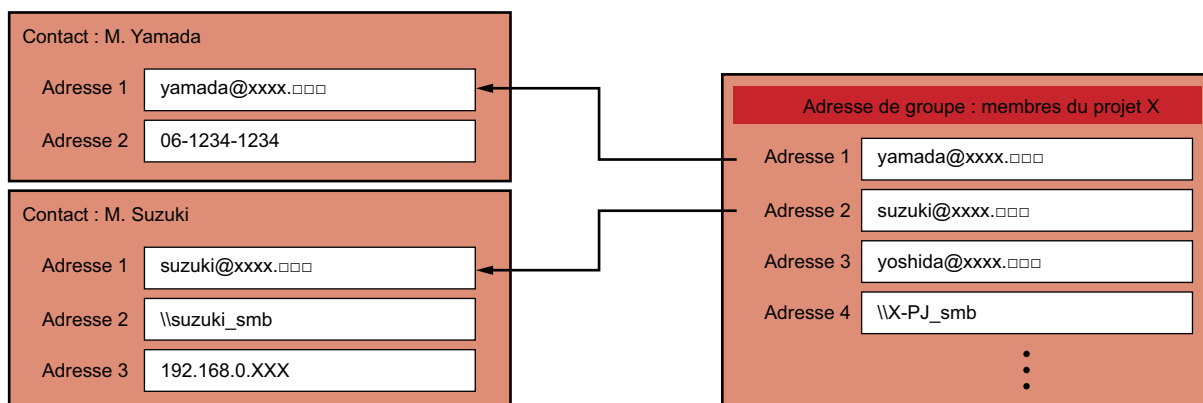 Contact : M. Yamada
Adresse 1 yamada@xxxx.□□□
Adresse 2 06-1234-1234
Contact : M. Suzuki
Adresse 1 suzuki@xxxx.□□□
Adresse 2 \\suzuki_smb
Adresse 3 192.168.0.XXX
Adresse de groupe : membres du projet X
Adresse 1 yamada@xxxx.□□□
Adresse 2 suzuki@xxxx.□□□
Adresse 3 yoshida@xxxx.□□□
Adresse 4 \\X-PJ_smb